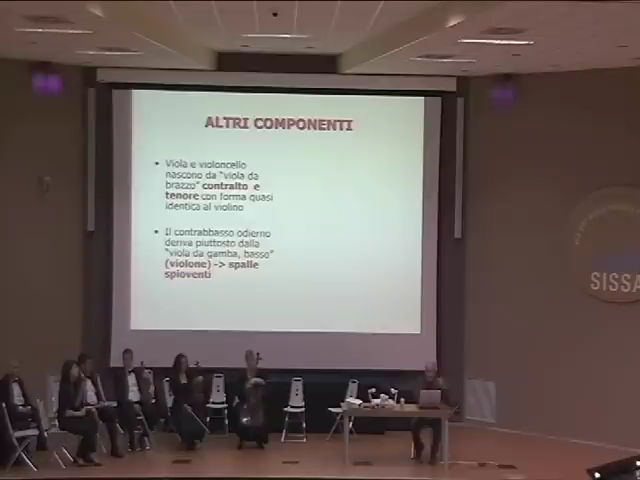 ALTRI COMPONENTI
• Viola e violoncello
nascono da "viola da
brazzo" contralto e
tenore con forma quasi
identica al violino
• Il contrabbasso odierno
deriva piuttosto dalla
"viola da gamba, basso"
(violone) -> spalle
spioventi
SISSA